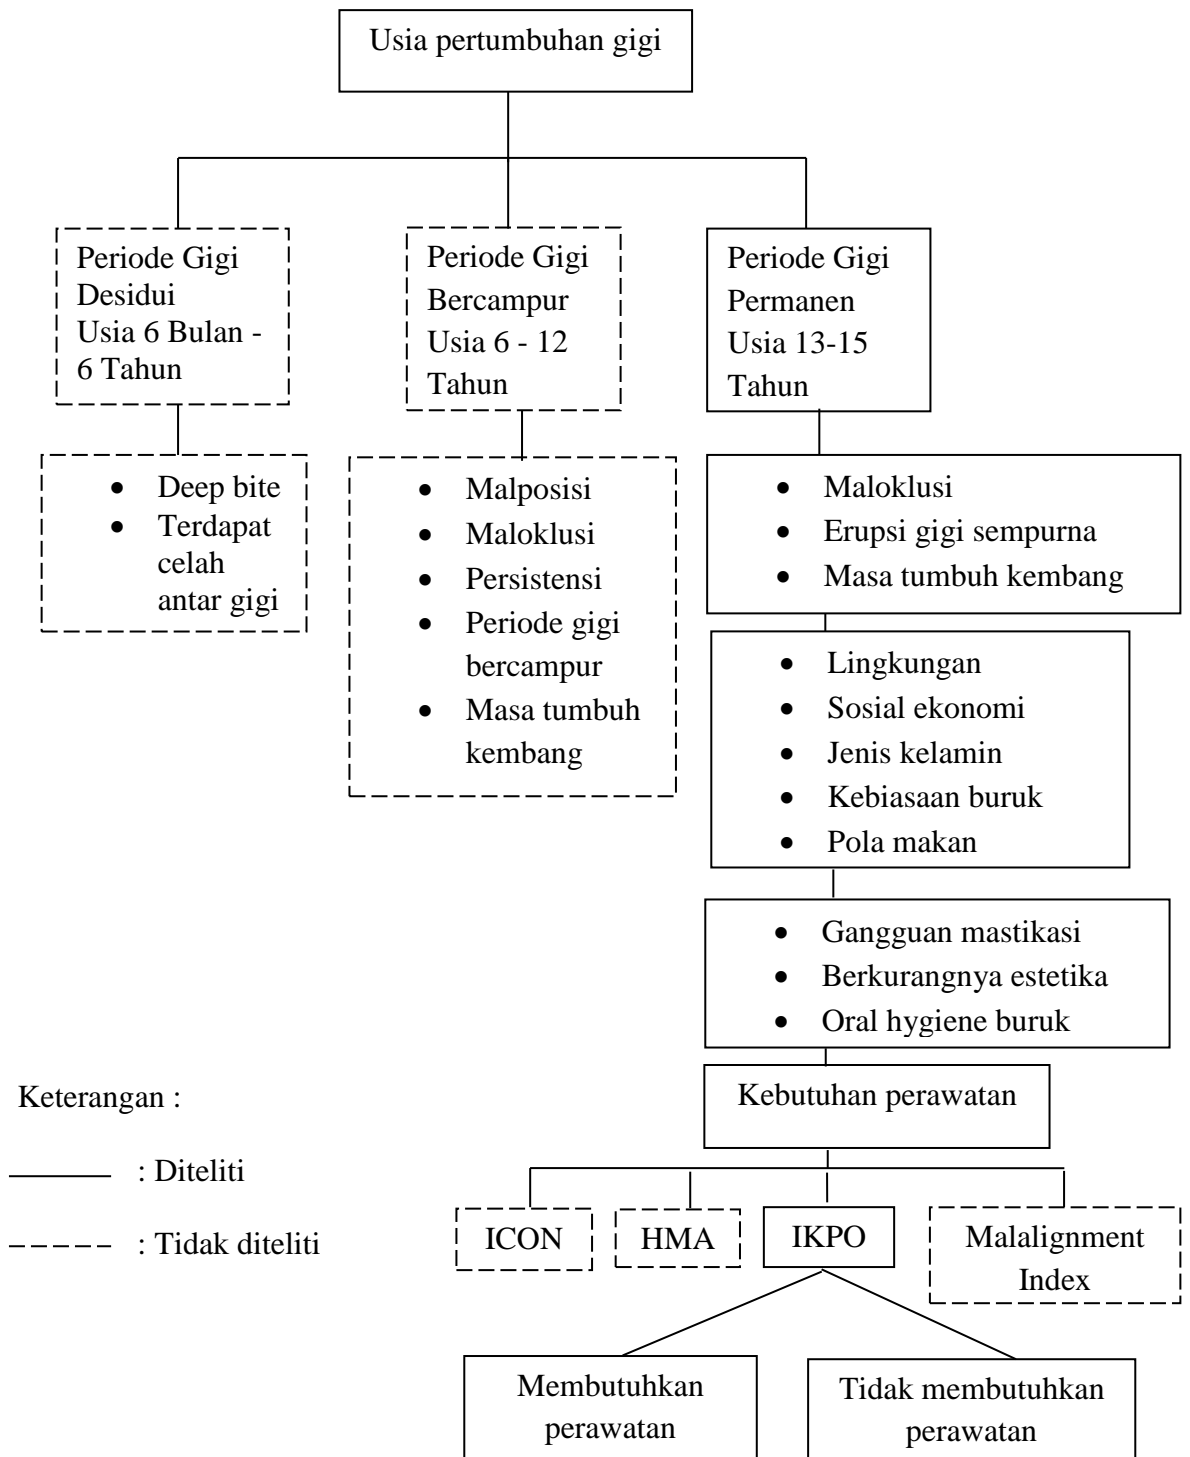 Usia pertumbuhan gigi
Periode Gigi
Desidui
Usia 6 Bulan -
6 Tahun
Periode Gigi
Bercampur
Usia 6 - 12
Tahun
Periode Gigi
Permanen
Usia 13-15
Tahun
• Deep bite
• Terdapat
celah
antar gigi
• Malposisi
• Maloklusi
• Persistensi
• Periode gigi
bercampur
• Masa tumbuh
kembang
• Maloklusi
• Erupsi gigi sempurna
• Masa tumbuh kembang
• Lingkungan
• Sosial ekonomi
• Jenis kelamin
• Kebiasaan buruk
• Pola makan
• Gangguan mastikasi
• Berkurangnya estetika
• Oral hygiene buruk
Kebutuhan perawatan
Keterangan :
: Diteliti
: Tidak diteliti
ICON
HMA
IKPO
Malalignment
Index
Membutuhkan
perawatan
Tidak membutuhkan
perawatan